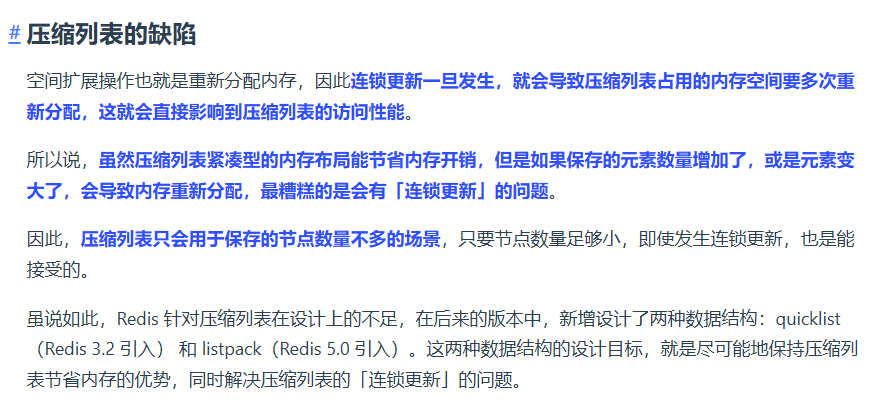 # 压缩列表的缺陷
空间扩展操作也就是重新分配内存，因此连锁更新一旦发生，就会导致压缩列表占用的内存空间要多次重
新分配，这就会直接影响到压缩列表的访问性能。
所以说，虽然压缩列表紧凑型的内存布局能节省内存开销，但是如果保存的元素数量增加了，或是元素变
大了，会导致内存重新分配，最糟糕的是会有「连锁更新」的问题。
因此，压缩列表只会用于保存的节点数量不多的场景，只要节点数量足够小，即使发生连锁更新，也是能
接受的。
虽说如此，Redis 针对压缩列表在设计上的不足，在后来的版本中，新增设计了两种数据结构：quicklist
（Redis 3.2 引入） 和 listpack（Redis 5.0 引入）。这两种数据结构的设计目标，就是尽可能地保持压缩列
表节省内存的优势，同时解决压缩列表的「连锁更新」的问题。